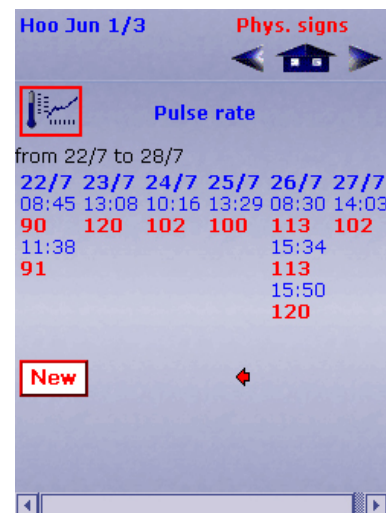 Hoo Jun 1/3 Phys. signs
Pulse rate
from 22/7 to 28/7
22/7 23/7 24/7 25/7 26/7 27/7
08:45 13:08 10:16 13:29 08:30 14:03
90 120 102 100 113 102
11:38 15:34
91 113
15:50
120
New